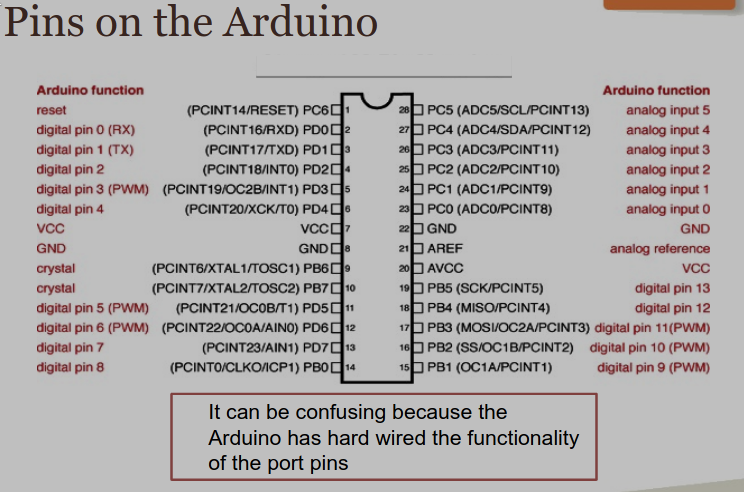 Pins on the Arduino
Arduino function Arduino function
reset (PCINT14/RESET) PC6 1 28 PC5 (ADC5/SCL/PCINT13) analog input 5
digital pin 0 (RX) (PCINT16/RXD) PD0 2 27 PC4 (ADC4/SDA/PCINT12) analog input 4
digital pin 1 (TX) (PCINT17/TXD) PD1 3 26 PC3 (ADC3/PCINT11) analog input 3
digital pin 2 (PCINT18/INT0) PD2 4 25 PC2 (ADC2/PCINT10) analog input 2
digital pin 3 (PWM) (PCINT19/OC2B/INT1) PD3 5 24 PC1 (ADC1/PCINT9) analog input 1
digital pin 4 (PCINT20/XCK/T0) PD4 6 23 PC0 (ADC0/PCINT8) analog input 0
VCC VCC 7 22 GND GND
GND GND 8 21 AREF analog reference
crystal (PCINT6/XTAL1/TOSC1) PB6 9 20 AVCC VCC
crystal (PCINT7/XTAL2/TOSC2) PB7 10 19 PB5 (SCK/PCINT5) digital pin 13
digital pin 5 (PWM) (PCINT21/OC0B/T1) PD5 11 18 PB4 (MISO/PCINT4) digital pin 12
digital pin 6 (PWM) (PCINT22/OC0A/AIN0) PD6 12 17 PB3 (MOSI/OC2A/PCINT3) digital pin 11(PWM)
digital pin 7 (PCINT23/AIN1) PD7 13 16 PB2 (SS/OC1B/PCINT2) digital pin 10 (PWM)
digital pin 8 (PCINT0/CLKO/ICP1) PB0 14 15 PB1 (OC1A/PCINT1) digital pin 9 (PWM)
It can be confusing because the
Arduino has hard wired the functionality
of the port pins